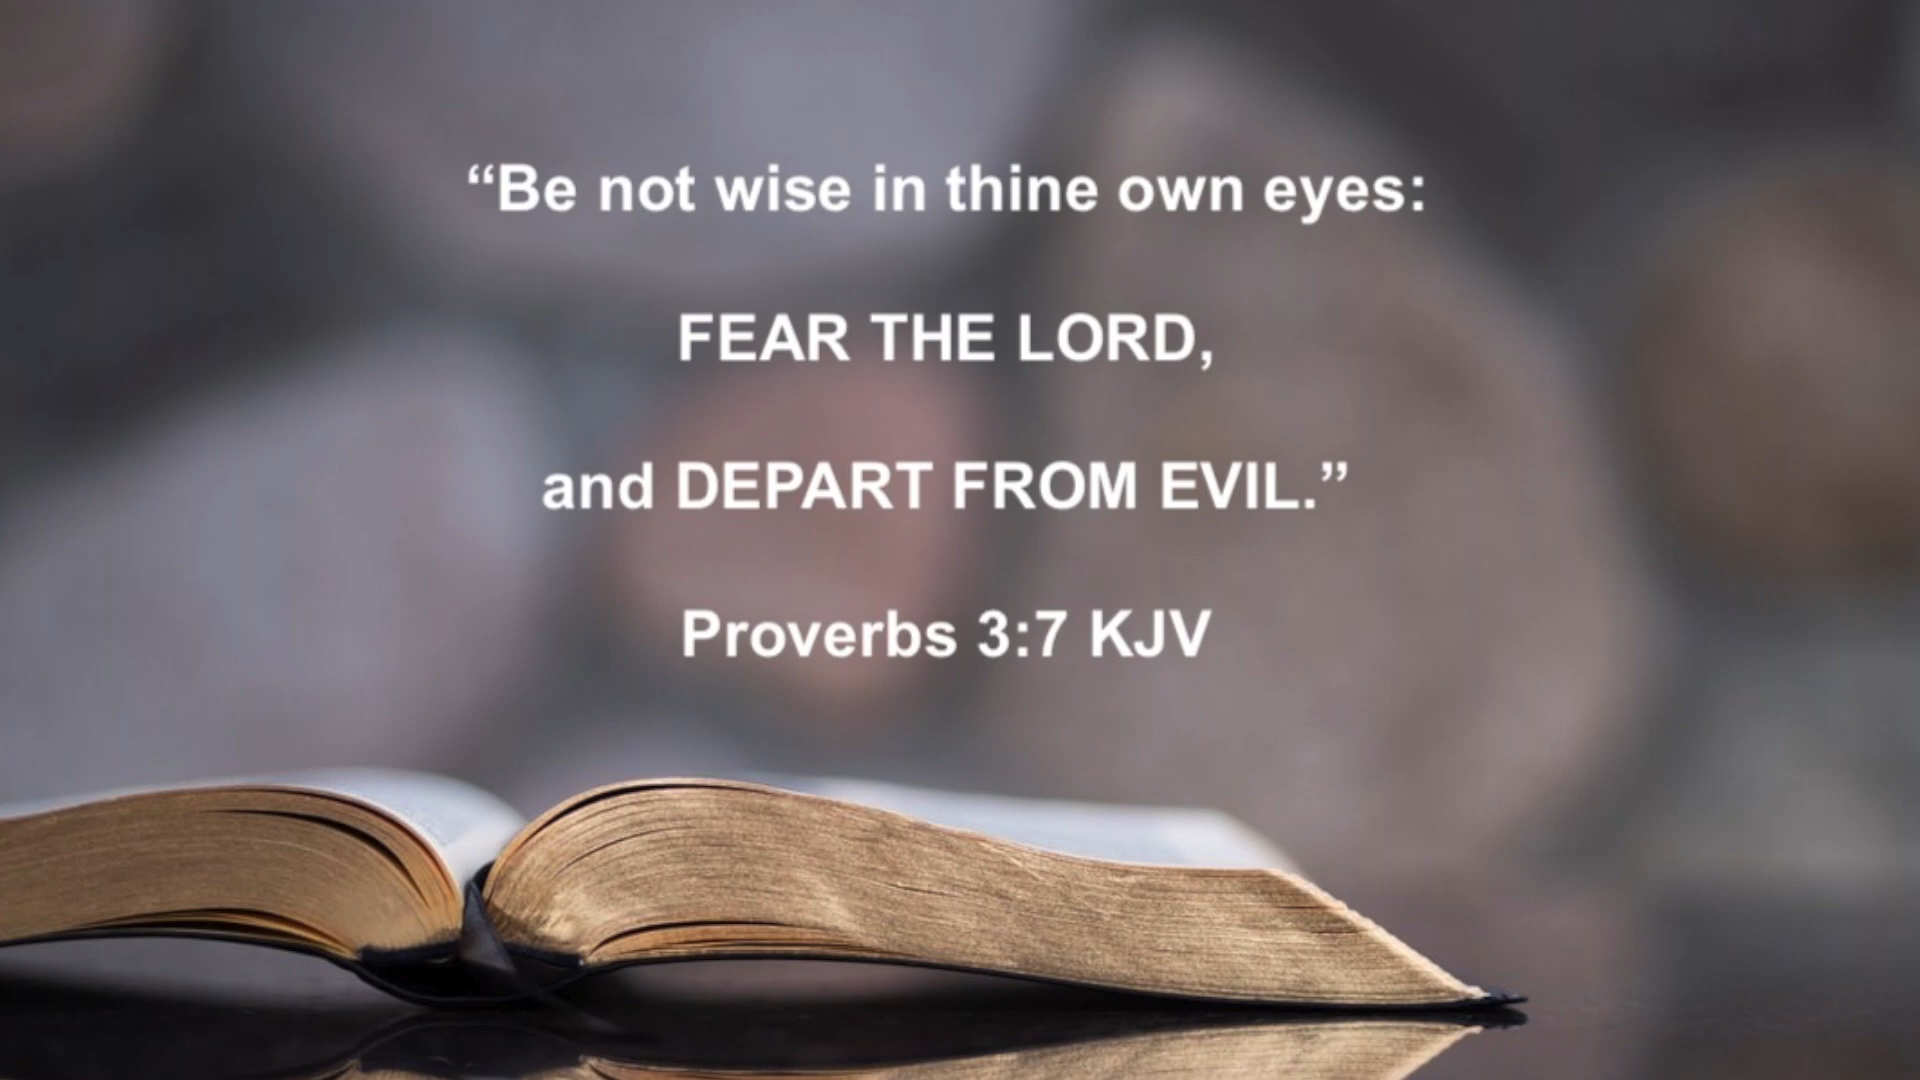 “Be not wise in thine own eyes:
FEAR THE LORD,
and DEPART FROM EVIL.”
Proverbs 3:7 KJV